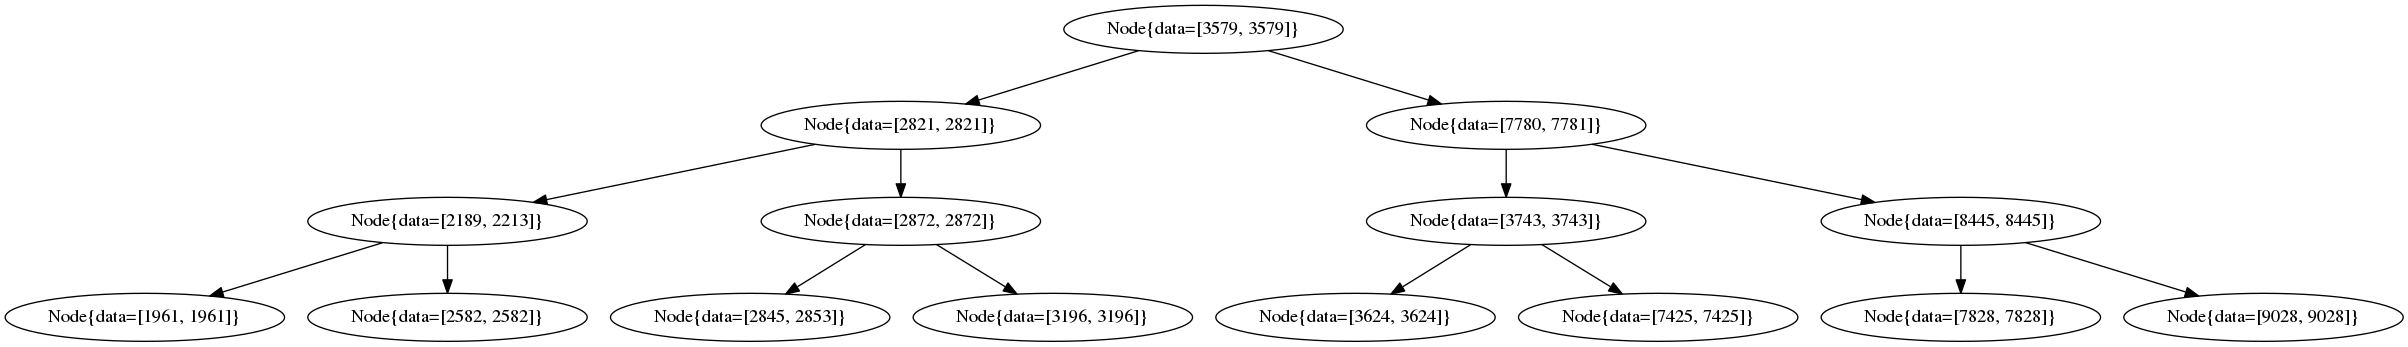 Node{data=[3579, 3579]}
Node{data=[2821, 2821]}
Node{data=[7780, 7781]}
Node{data=[2189, 2213]}
Node{data=[2872, 2872]}
Node{data=[3743, 3743]}
Node{data=[8445, 8445]}
Node{data=[1961, 1961]}
Node{data=[2582, 2582]}
Node{data=[2845, 2853]}
Node{data=[3196, 3196]}
Node{data=[3624, 3624]}
Node{data=[7425, 7425]}
Node{data=[7828, 7828]}
Node{data=[9028, 9028]}